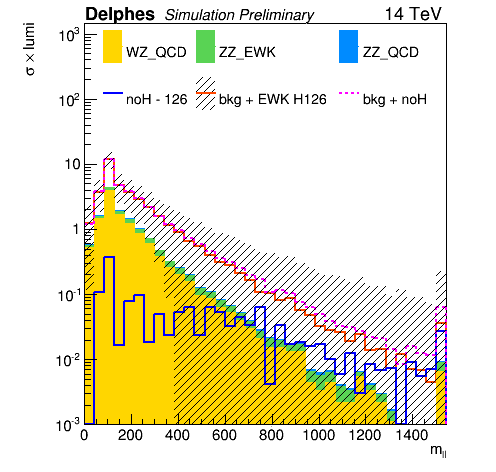 Delphes Simulation Preliminary 14 TeV
σ × lumi
WZ_QCD ZZ_EWK ZZ_QCD
noH - 126 bkg + EWK H126 bkg + noH
10³
10²
10
1
10⁻¹
10⁻²
10⁻³
0 200 400 600 800 1000 1200 1400
m_ll